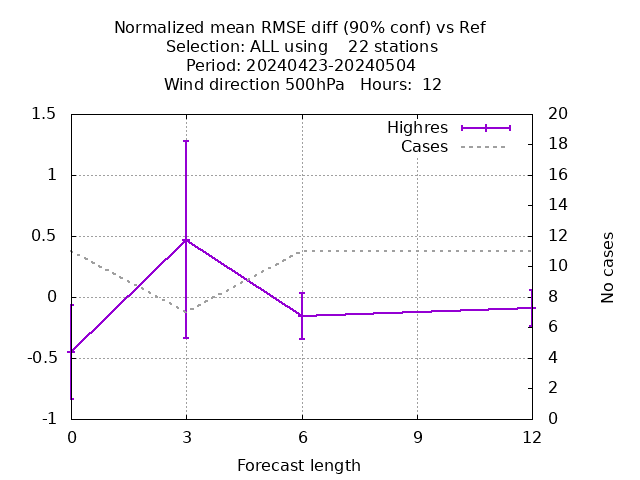 Normalized mean RMSE diff (90% conf) vs Ref
Selection: ALL using    22 stations
Period: 20240423-20240504
Wind direction 500hPa   Hours:  12
Highres
Cases
1.5
1
0.5
0
-0.5
-1
20
18
16
14
12
10
8
6
4
2
0
No cases
0 3 6 9 12
Forecast length